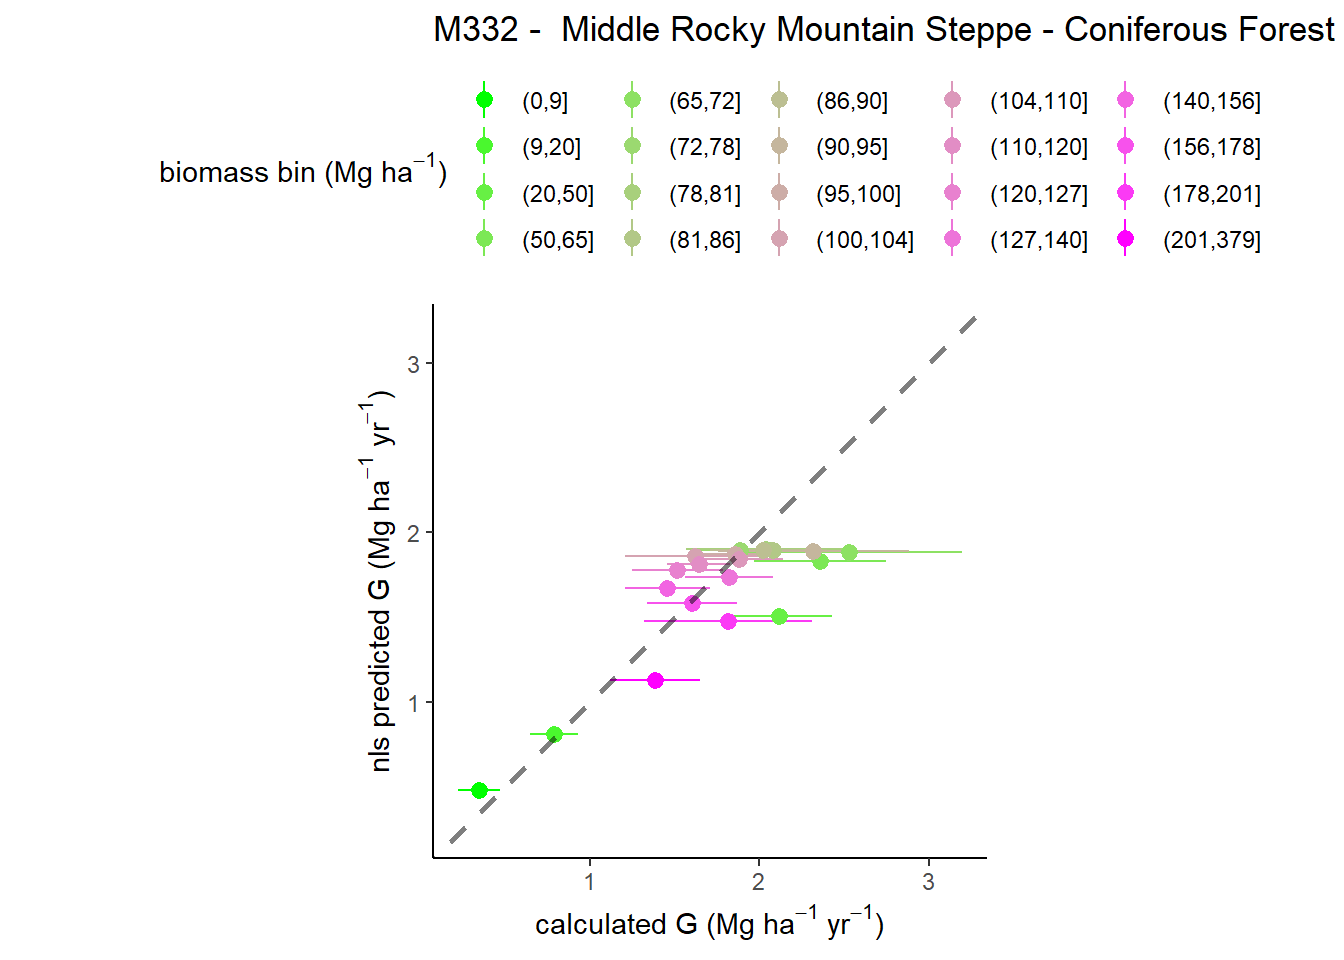 M332 -  Middle Rocky Mountain Steppe - Coniferous Forest
biomass bin (Mg ha⁻¹)
(0,9] (65,72] (86,90] (104,110] (140,156]
(9,20] (72,78] (90,95] (110,120] (156,178]
(20,50] (78,81] (95,100] (120,127] (178,201]
(50,65] (81,86] (100,104] (127,140] (201,379]
nls predicted G (Mg ha⁻¹ yr⁻¹)
3
2
1
1 2 3
calculated G (Mg ha⁻¹ yr⁻¹)